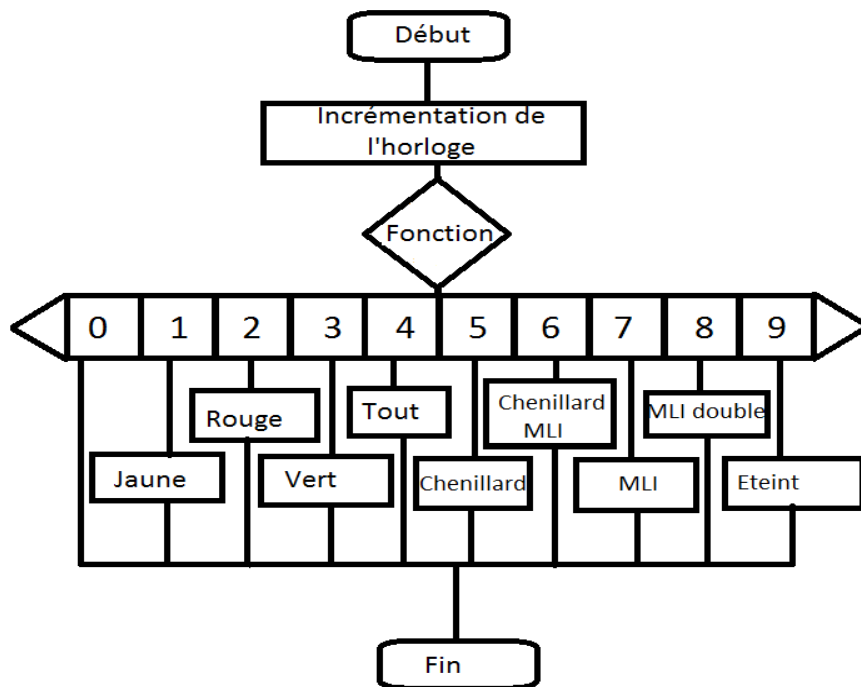 Début
Incrémentation de
l'horloge
Fonction
0 1 2 3 4 5 6 7 8 9
Rouge
Tout
Chenillard
MLI
MLI double
Jaune
Vert
Chenillard
MLI
Eteint
Fin